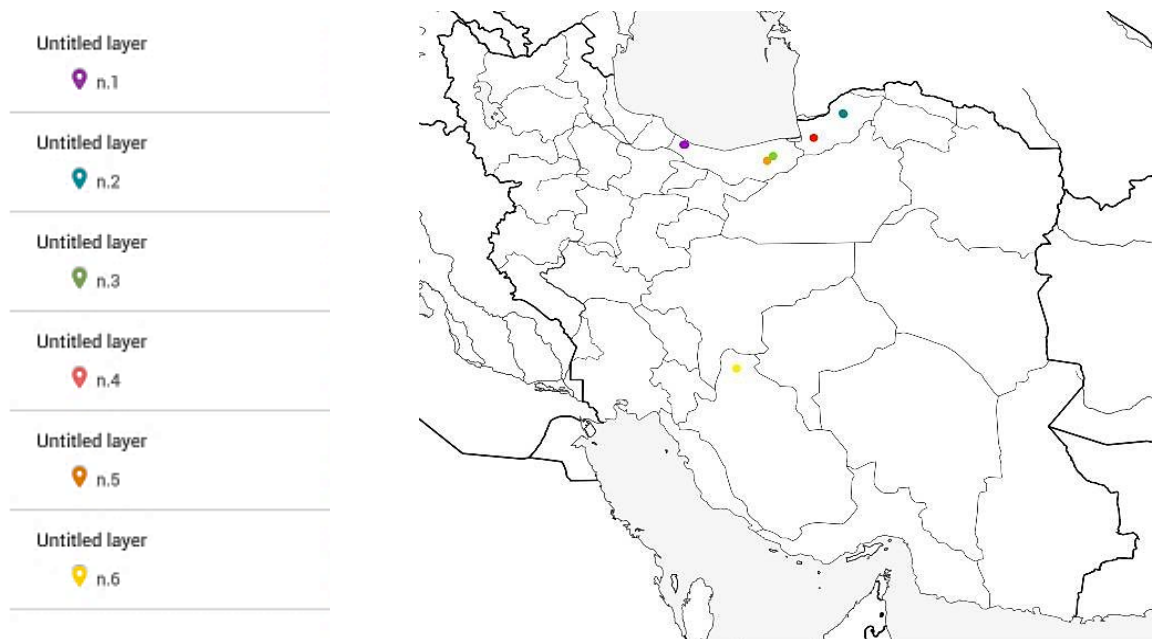 Untitled layer
n.1
Untitled layer
n.2
Untitled layer
n.3
Untitled layer
n.4
Untitled layer
n.5
Untitled layer
n.6